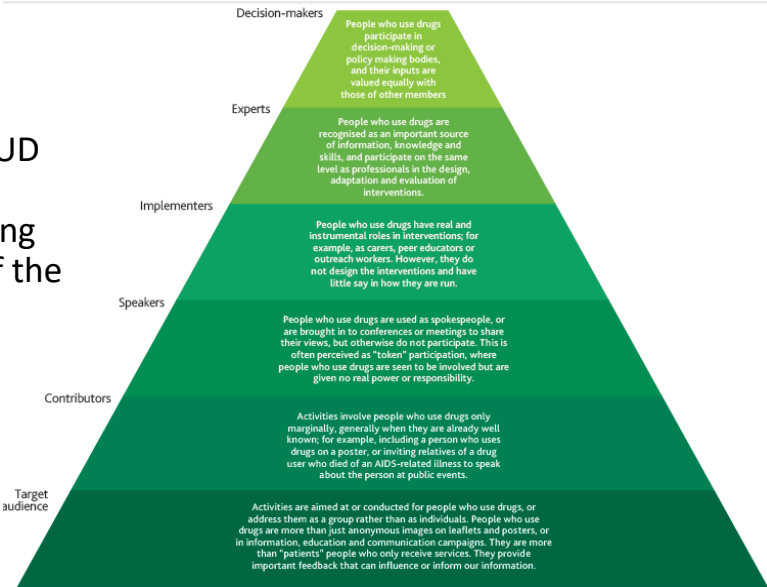 Decision-makers
People who use drugs
participate in
decision-making or
policy making bodies,
and their inputs are
valued equally with
those of other members
Experts
People who use drugs are
recognised as an important source
of information, knowledge and
skills, and participate on the same
level as professionals in the design,
adaptation and evaluation of
interventions.
UD
ng
f the
Implementers
People who use drugs have real and
instrumental roles in interventions; for
example, as carers, peer educators or
outreach workers. However, they do
not design the interventions and have
little say in how they are run.
Speakers
People who use drugs are used as spokespeople, or
are brought in to conferences or meetings to share
their views, but otherwise do not participate. This is
often perceived as "token" participation, where
people who use drugs are seen to be involved but are
given no real power or responsibility.
Contributors
Activities involve people who use drugs only
marginally, generally when they are already well
known; for example, including a person who uses
drugs on a poster, or inviting relatives of a drug
user who died of an AIDS-related illness to speak
about the person at public events.
Target
audience
Activities are aimed at or conducted for people who use drugs, or
address them as a group rather than as individuals. People who use
drugs are more than just anonymous images on leaflets and posters, or
in information, education and communication campaigns. They are more
than "patients" people who only receive services. They provide
important feedback that can influence or inform our information.